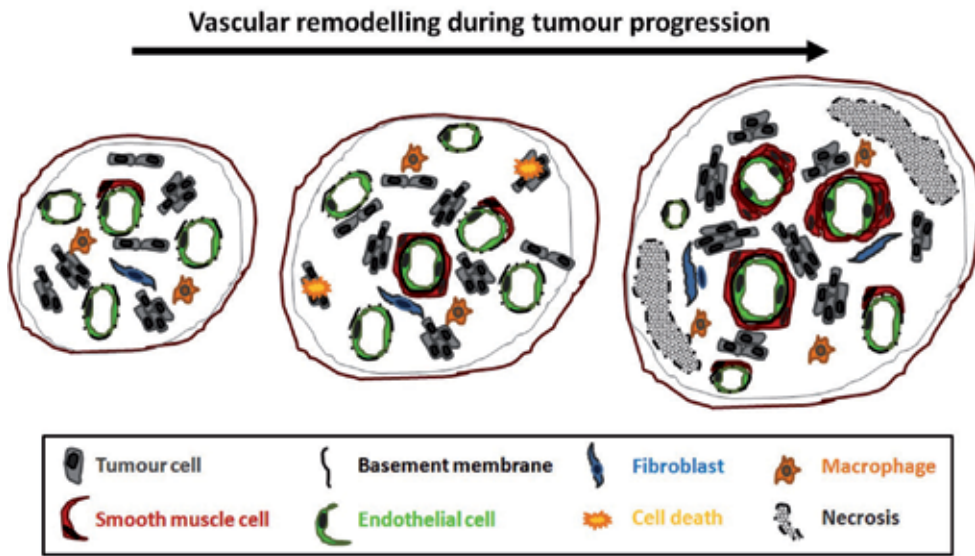 Vascular remodelling during tumour progression
Tumour cell
Basement membrane
Fibroblast
Macrophage
Smooth muscle cell
Endothelial cell
Cell death
Necrosis